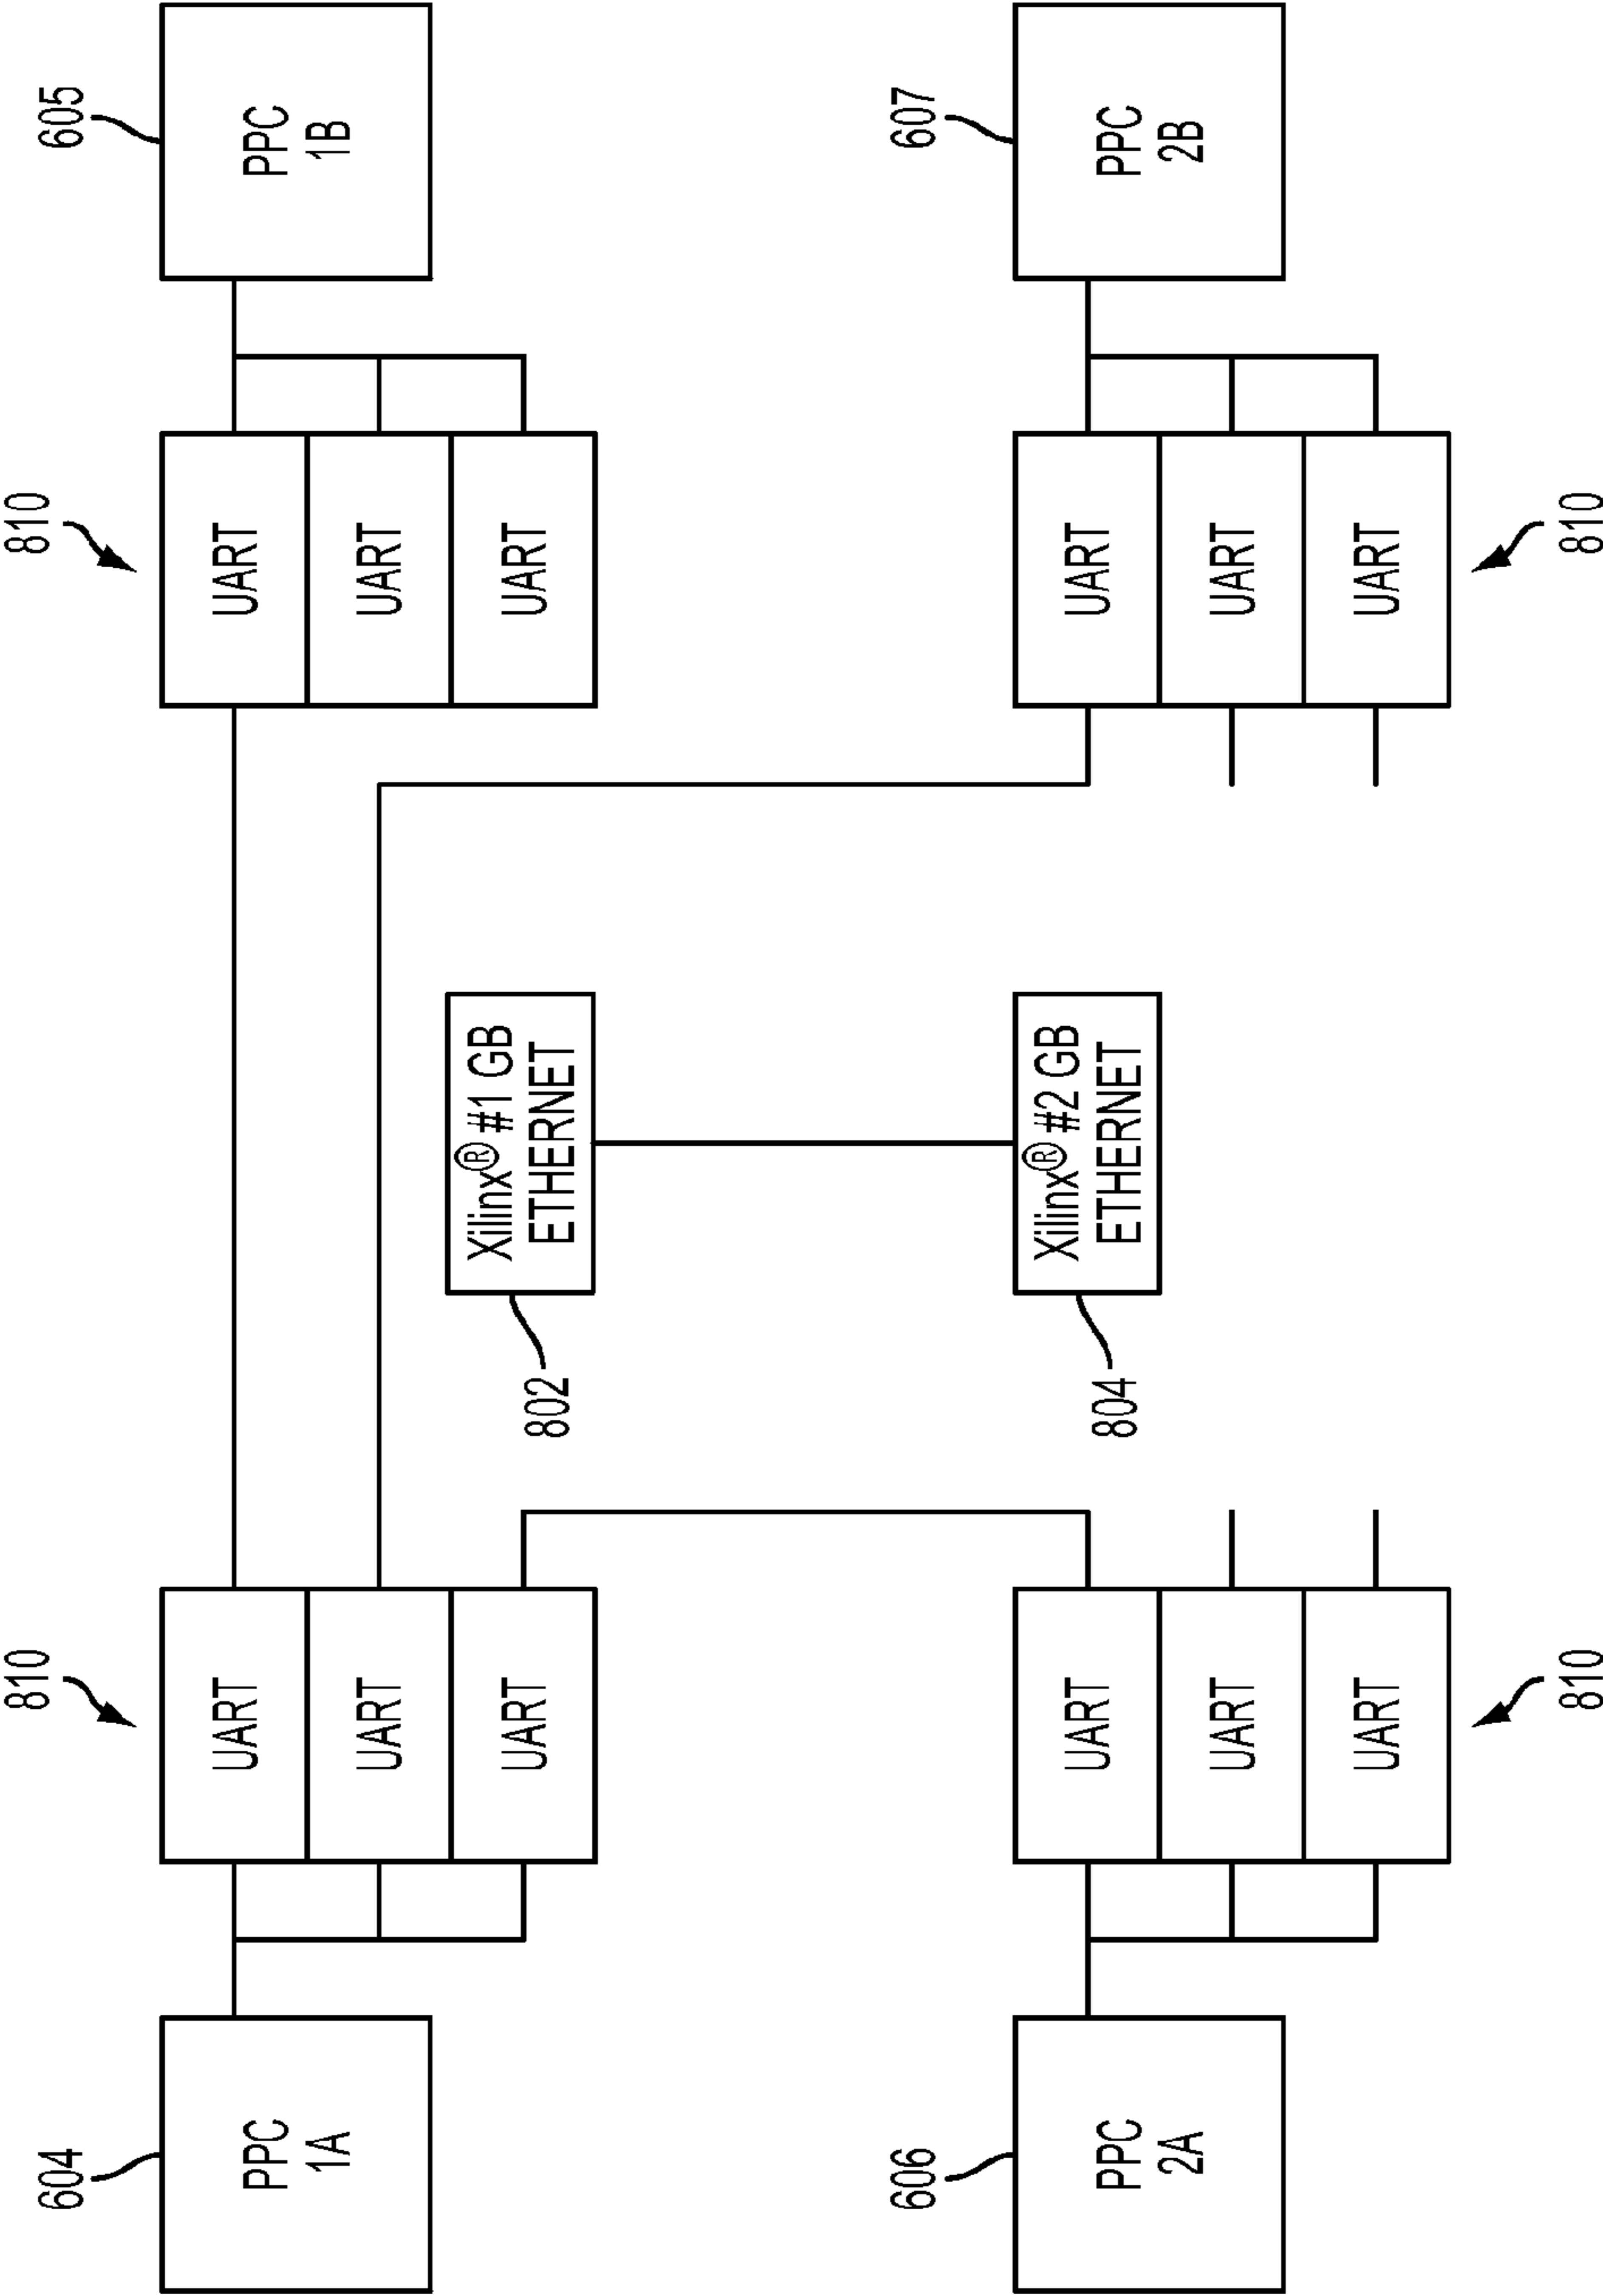 810
810
604
605
PPC
1A
UART
UART
UART
UART
UART
UART
PPC
1B
Xilinx® #1 GB
ETHERNET
802
606
607
PPC
2A
UART
UART
UART
Xilinx® #2 GB
ETHERNET
804
UART
UART
UART
PPC
2B
810
810